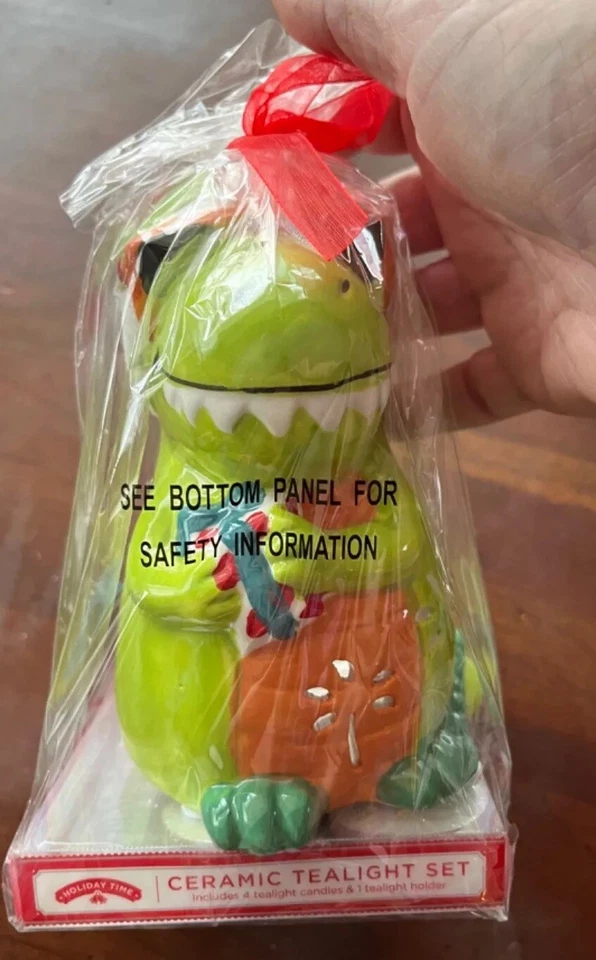 SEE BOTTOM PANEL FOR
SAFETY INFORMATION
HOLIDAY TIME
CERAMIC TEALIGHT SET
Includes 4 tealight candles & 1 tealight holder